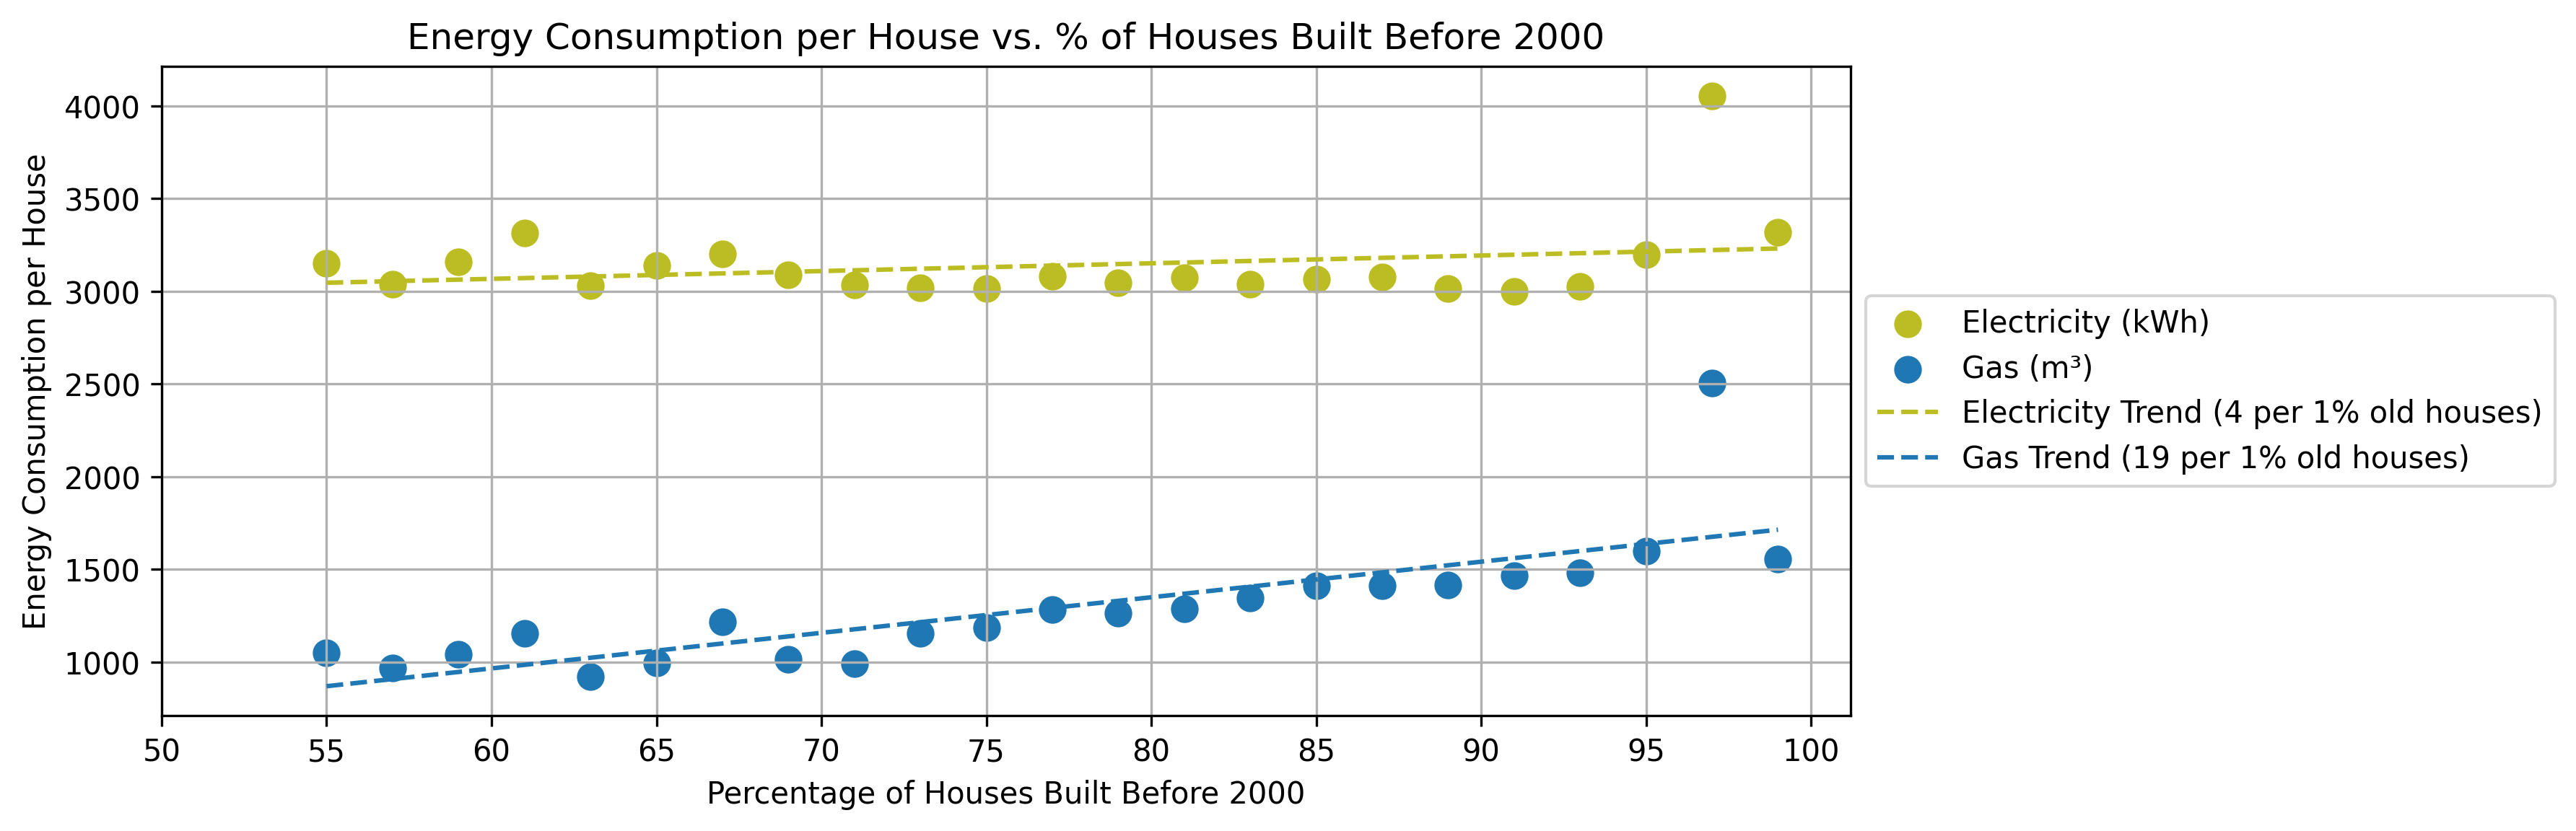 Energy Consumption per House vs. % of Houses Built Before 2000
Energy Consumption per House
4000
3500
3000
2500
2000
1500
1000
50 55 60 65 70 75 80 85 90 95 100
Percentage of Houses Built Before 2000
Electricity (kWh)
Gas (m³)
Electricity Trend (4 per 1% old houses)
Gas Trend (19 per 1% old houses)